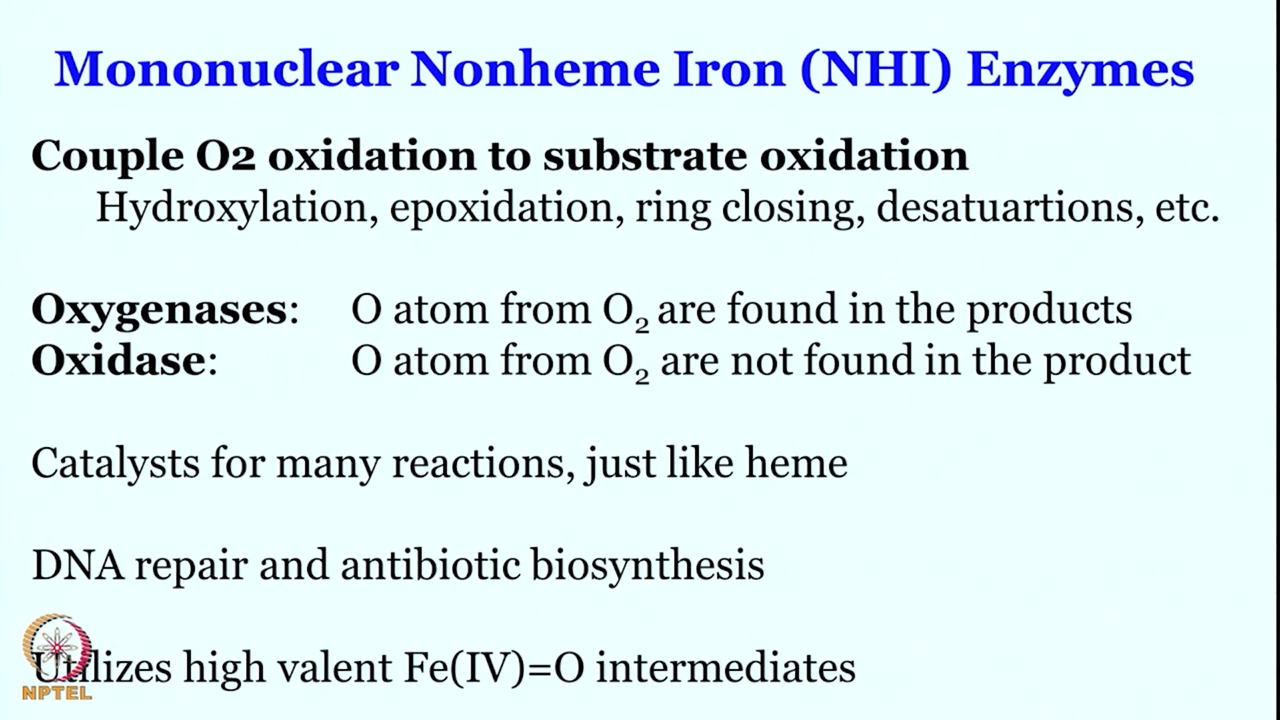 Mononuclear Nonheme Iron (NHI) Enzymes
Couple O2 oxidation to substrate oxidation
Hydroxylation, epoxidation, ring closing, desatuartions, etc.
Oxygenases: O atom from O₂ are found in the products
Oxidase: O atom from O₂ are not found in the product
Catalysts for many reactions, just like heme
DNA repair and antibiotic biosynthesis
Utilizes high valent Fe(IV)=O intermediates
NPTEL